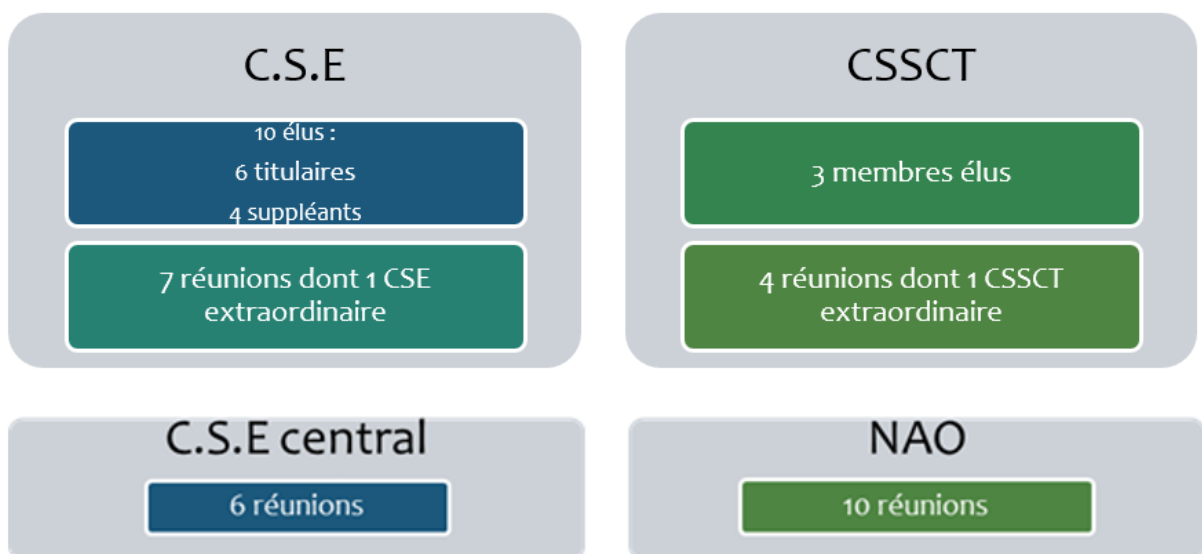 C.S.E
10 élus :
6 titulaires
4 suppléants
7 réunions dont 1 CSE
extraordinaire
CSSCT
3 membres élus
4 réunions dont 1 CSSCT
extraordinaire
C.S.E central
6 réunions
NAO
10 réunions